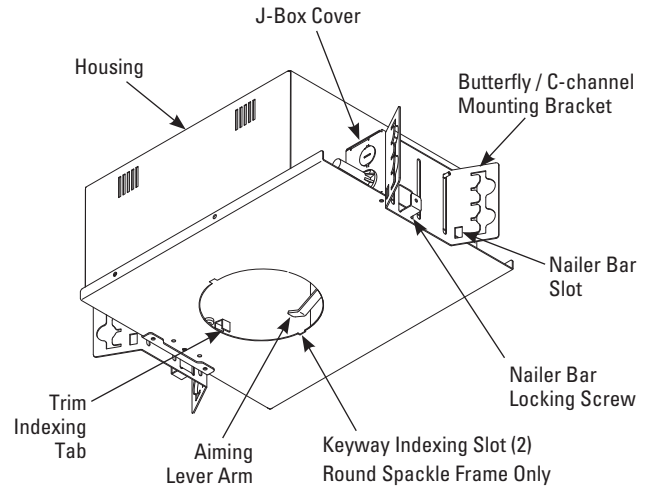 J-Box Cover
Housing
Butterfly / C-channel
Mounting Bracket
Nailer Bar
Slot
Nailer Bar
Locking Screw
Trim
Indexing
Tab
Aiming
Lever Arm
Keyway Indexing Slot (2)
Round Spackle Frame Only